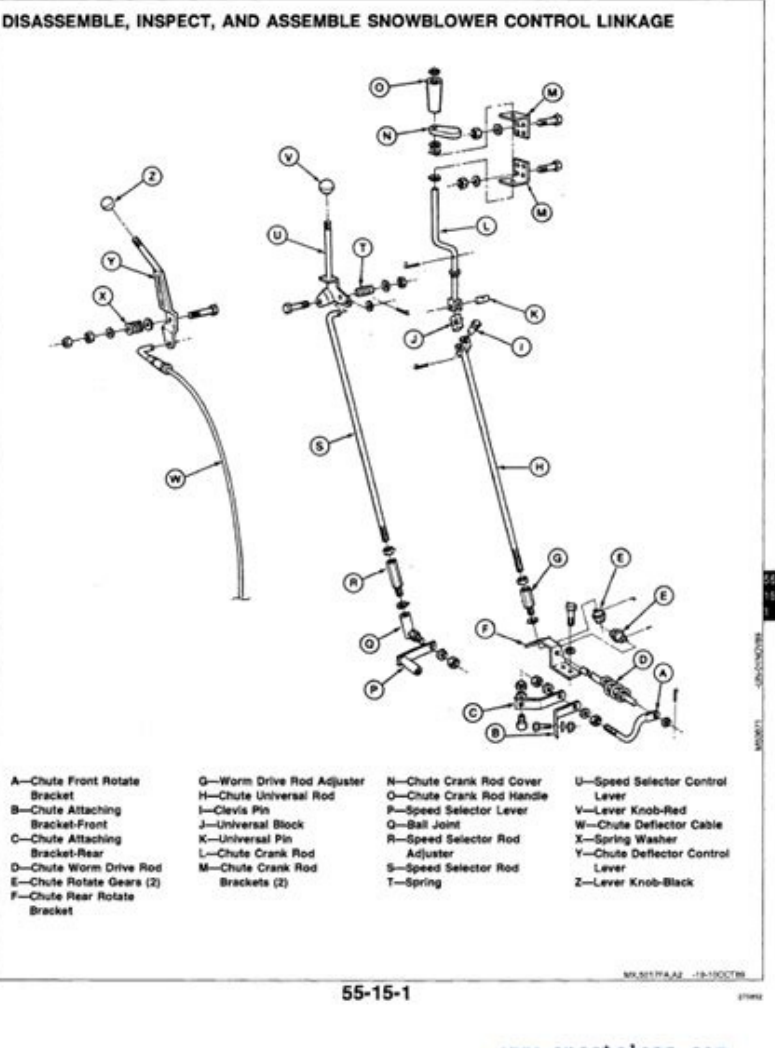 DISASSEMBLE, INSPECT, AND ASSEMBLE SNOWBLOWER CONTROL LINKAGE
O
M
N
V
Z
M
U
L
T
Y
X
K
J
I
S
H
W
G
E
R
E
F
Q
D
A
P
C
B
A—Chute Front Rotate
Bracket
B—Chute Attaching
Bracket-Front
C—Chute Attaching
Bracket-Rear
D—Chute Worm Drive Rod
E—Chute Rotate Gears (2)
F—Chute Rear Rotate
Bracket
G—Worm Drive Rod Adjuster
H—Chute Universal Rod
I—Clevis Pin
J—Universal Block
K—Universal Pin
L—Chute Crank Rod
M—Chute Crank Rod
Brackets (2)
N—Chute Crank Rod Cover
O—Chute Crank Rod Handle
P—Speed Selector Lever
Q—Ball Joint
R—Speed Selector Rod
Adjuster
S—Speed Selector Rod
T—Spring
U—Speed Selector Control
Lever
V—Lever Knob-Red
W—Chute Deflector Cable
X—Spring Washer
Y—Chute Deflector Control
Lever
Z—Lever Knob-Black
55-15-1